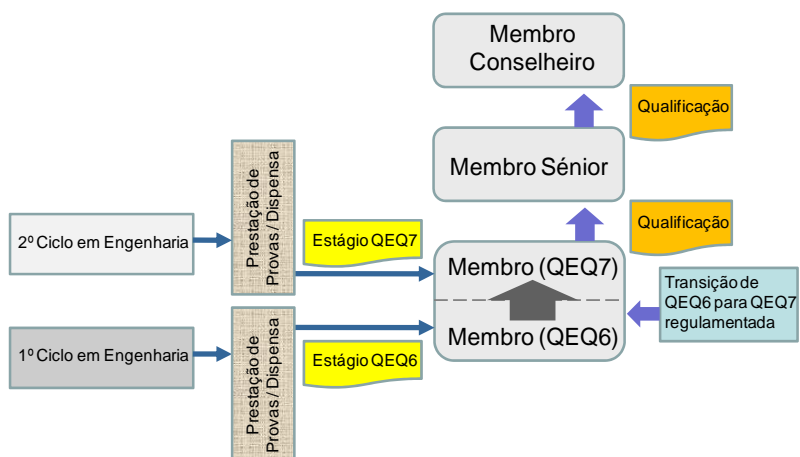 Membro
Conselheiro
Qualificação
Membro Sénior
Qualificação
2º Ciclo em Engenharia
Prestação de
Provas / Dispensa
Estágio QEQ7
Membro (QEQ7)
Transição de
QEQ6 para QEQ7
regulamentada
1º Ciclo em Engenharia
Prestação de
Provas / Dispensa
Estágio QEQ6
Membro (QEQ6)